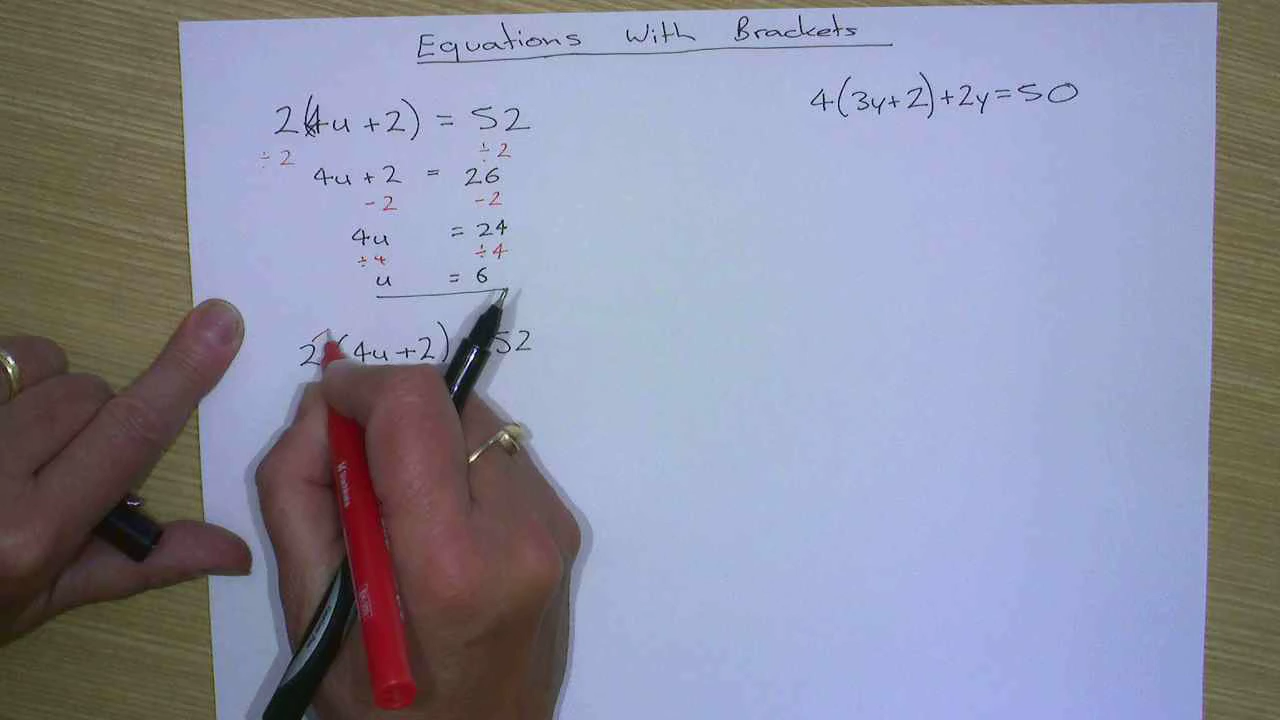 Equations With Brackets
2(4u + 2) = 52
÷2 ÷2
4u + 2 = 26
-2 -2
4u = 24
÷4 ÷4
u = 6
2 (4u + 2) 52
4(3y + 2) + 2y = 50